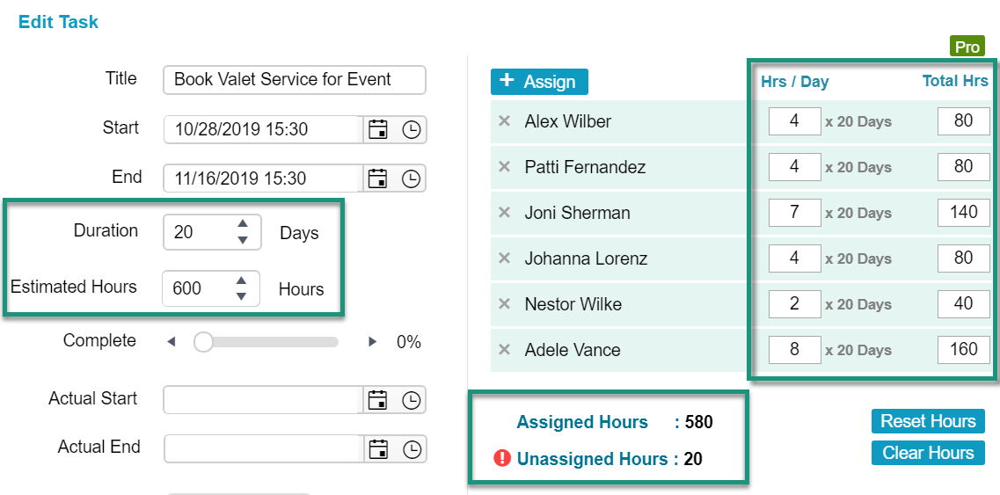 Edit Task
Pro
Title Book Valet Service for Event
Start 10/28/2019 15:30
End 11/16/2019 15:30
Duration 20 Days
Estimated Hours 600 Hours
Complete 0%
Actual Start
Actual End
+ Assign Hrs / Day Total Hrs
× Alex Wilber 4 x 20 Days 80
× Patti Fernandez 4 x 20 Days 80
× Joni Sherman 7 x 20 Days 140
× Johanna Lorenz 4 x 20 Days 80
× Nestor Wilke 2 x 20 Days 40
× Adele Vance 8 x 20 Days 160
Assigned Hours : 580
! Unassigned Hours : 20
Reset Hours
Clear Hours